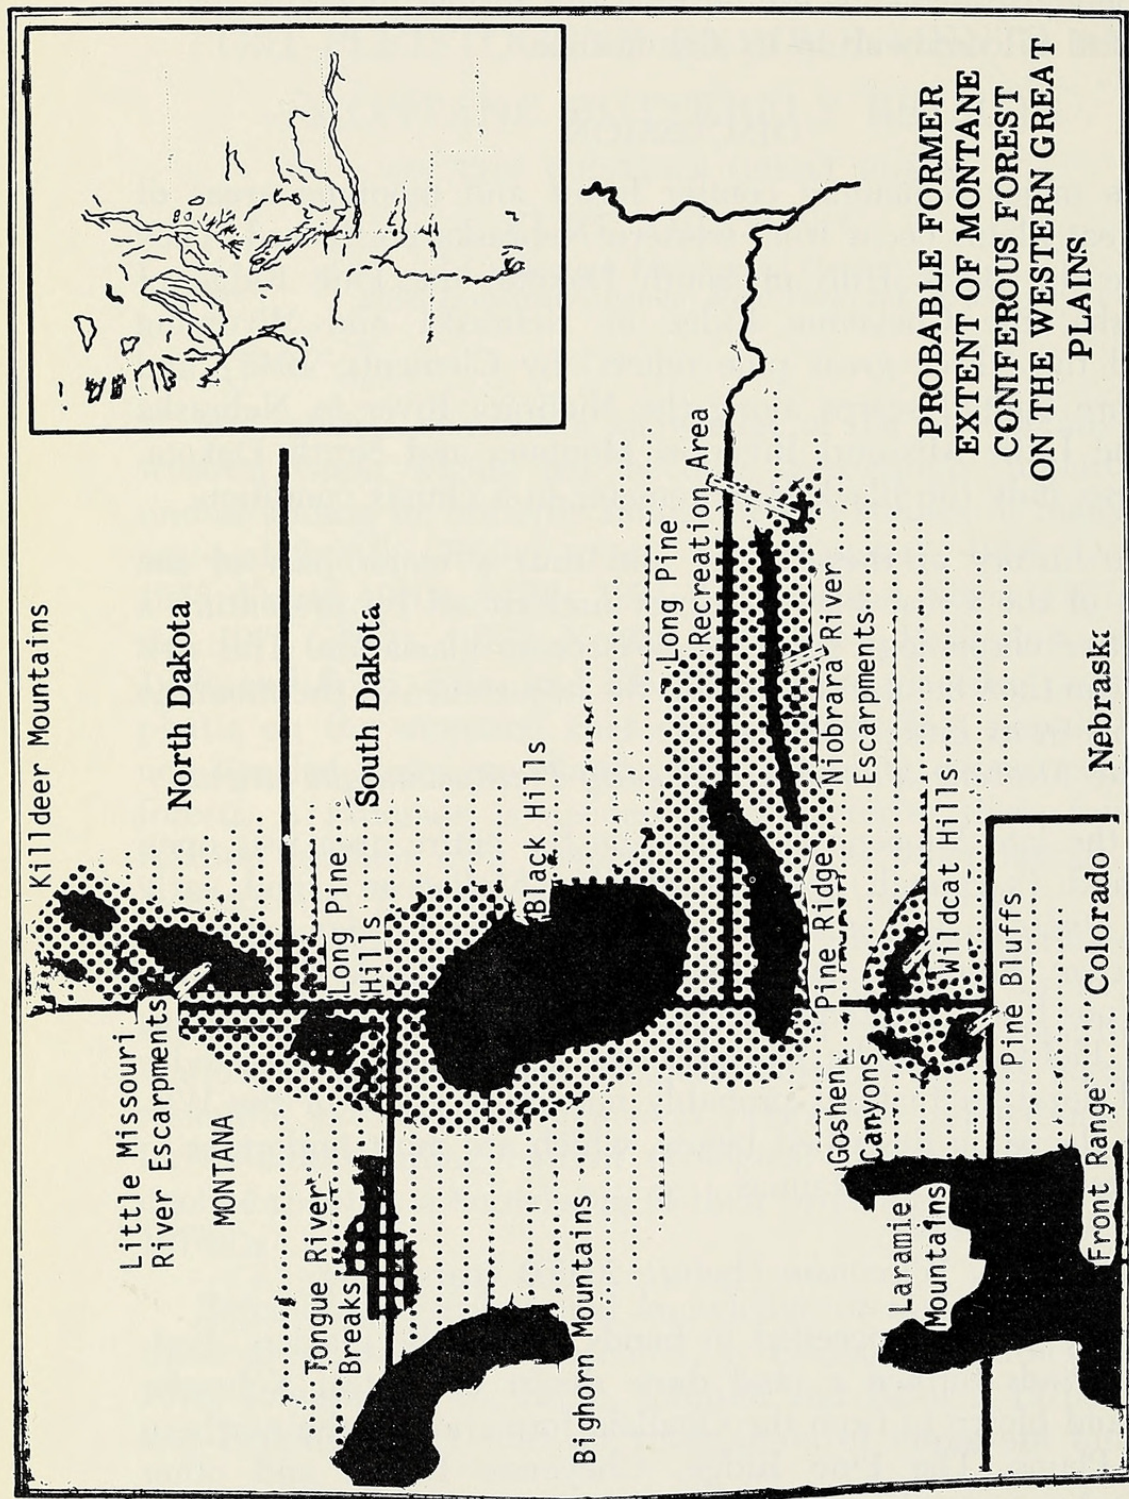 Killdeer Mountains
North Dakota
Little Missouri
River Escarpments
MONTANA
South Dakota
Long Pine
Hills
Tongue River
Breaks
Black Hills
Bighorn Mountains
Long Pine
Recreation Area
Niobrara River
Escarpments
Pine Ridge
Goshen
Canyons
Wildcat Hills
Laramie
Mountains
Pine Bluffs
Front Range
Colorado
Nebrask
PROBABLE FORMER
EXTENT OF MONTANE
CONIFEROUS FOREST
ON THE WESTERN GREAT
PLAINS